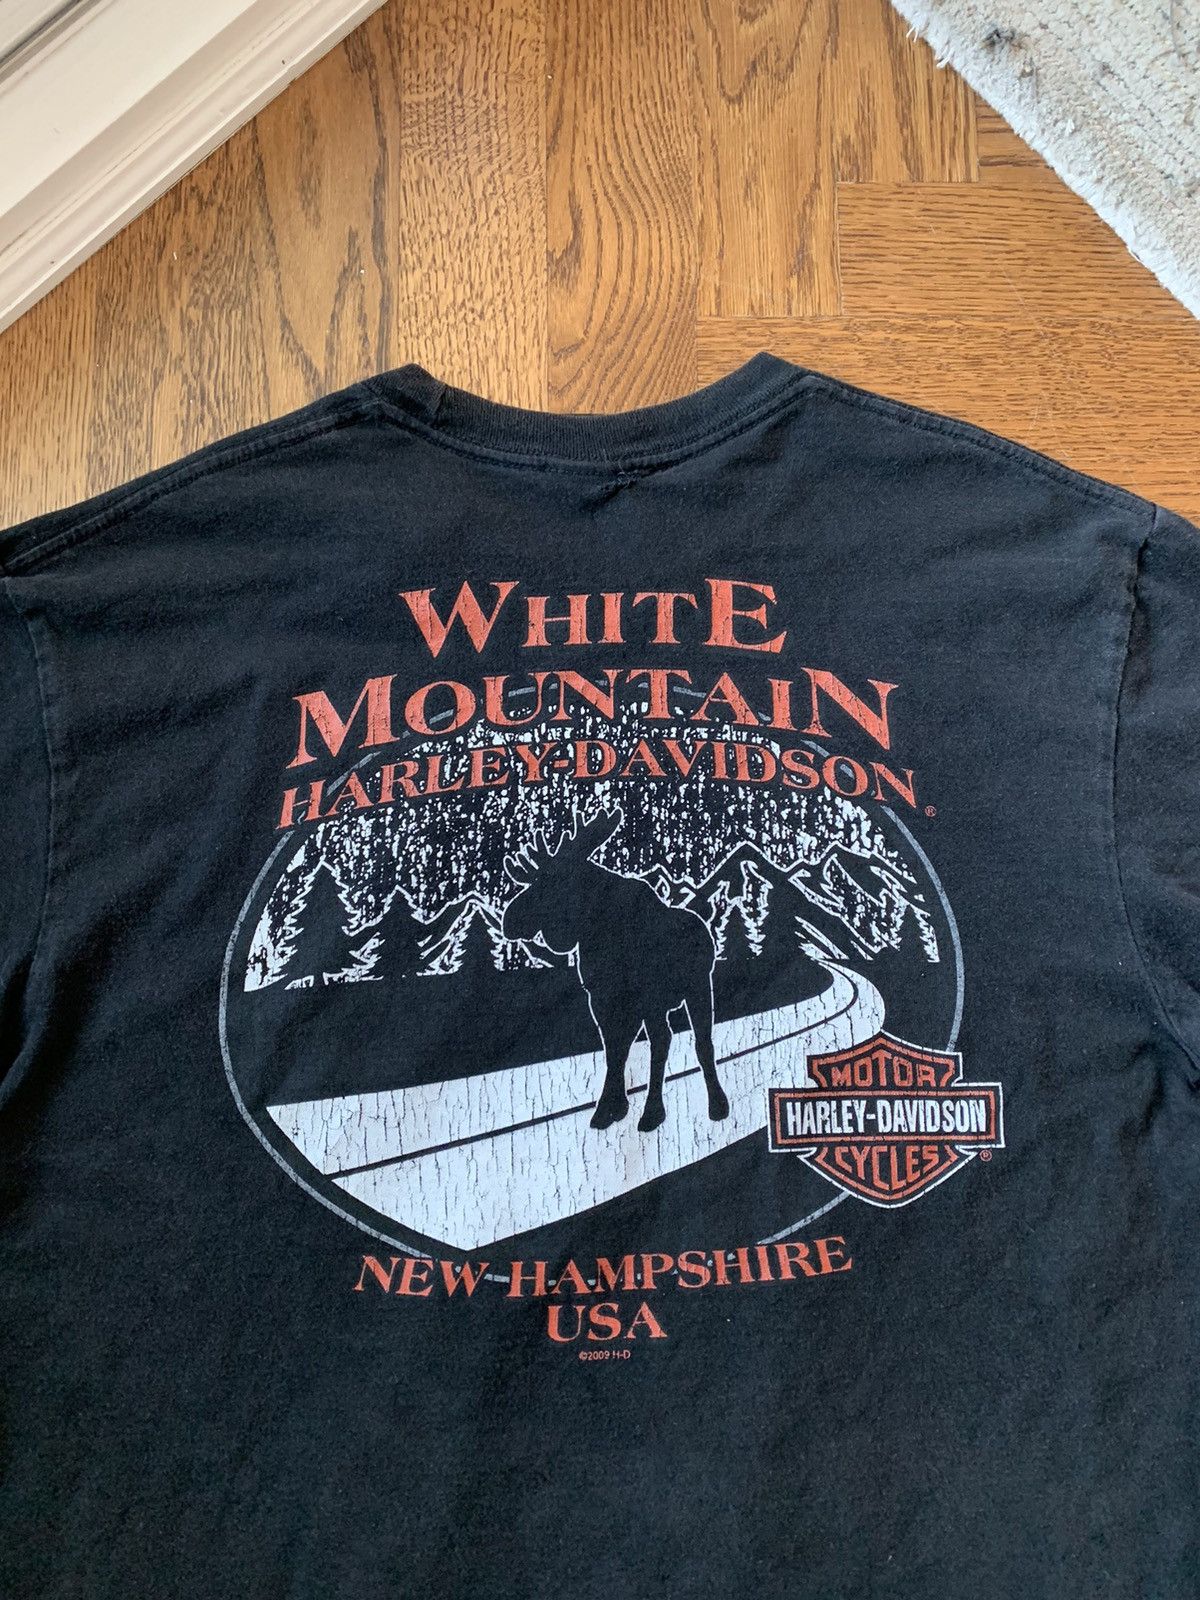 WHITE
MOUNTAIN
HARLEY-DAVIDSON®
MOTOR
HARLEY-DAVIDSON
CYCLES®
NEW HAMPSHIRE
USA
©2009 H-D